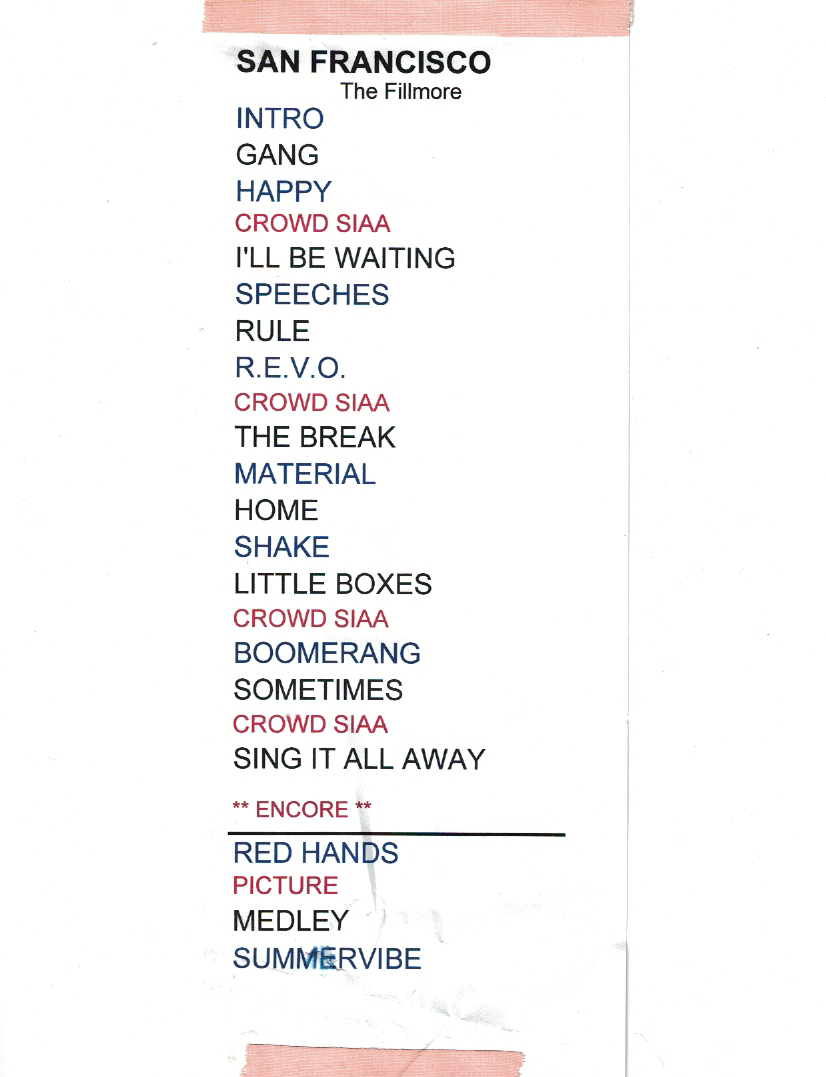 SAN FRANCISCO
The Fillmore
INTRO
GANG
HAPPY
CROWD SIAA
I'LL BE WAITING
SPEECHES
RULE
R.E.V.O.
CROWD SIAA
THE BREAK
MATERIAL
HOME
SHAKE
LITTLE BOXES
CROWD SIAA
BOOMERANG
SOMETIMES
CROWD SIAA
SING IT ALL AWAY
** ENCORE **
RED HANDS
PICTURE
MEDLEY
SUMMERVIBE